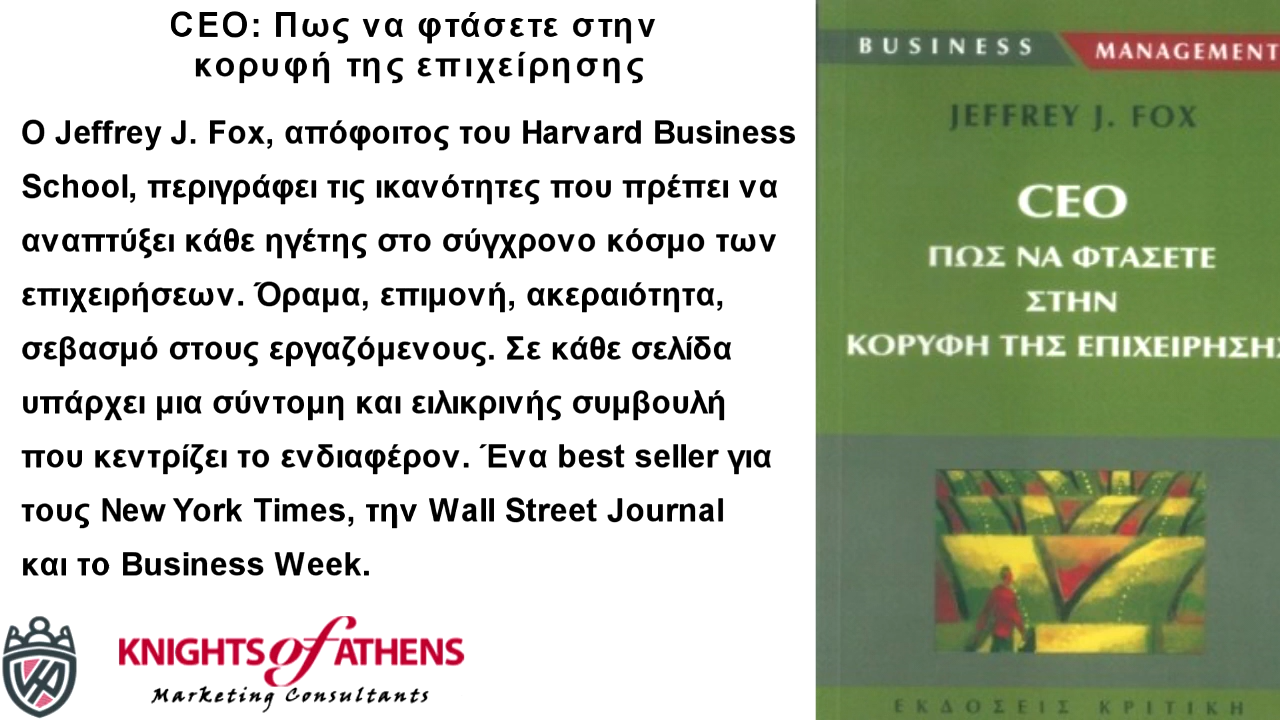 CEO: Πως να φτάσετε στην
κορυφή της επιχείρησης
Ο Jeffrey J. Fox, απόφοιτος του Harvard Business
School, περιγράφει τις ικανότητες που πρέπει να
αναπτύξει κάθε ηγέτης στο σύγχρονο κόσμο των
επιχειρήσεων. Όραμα, επιμονή, ακεραιότητα,
σεβασμό στους εργαζόμενους. Σε κάθε σελίδα
υπάρχει μια σύντομη και ειλικρινής συμβουλή
που κεντρίζει το ενδιαφέρον. Ένα best seller για
τους New York Times, την Wall Street Journal
και το Business Week.
KNIGHTS of ATHENS
Marketing Consultants
BUSINESS MANAGEMENT
JEFFREY J. FOX
CEO
ΠΩΣ ΝΑ ΦΤΑΣΕΤΕ
ΣΤΗΝ
ΚΟΡΥΦΗ ΤΗΣ ΕΠΙΧΕΙΡΗΣΗΣ
ΕΚΔΟΣΕΙΣ ΚΡΙΤΙΚΗ